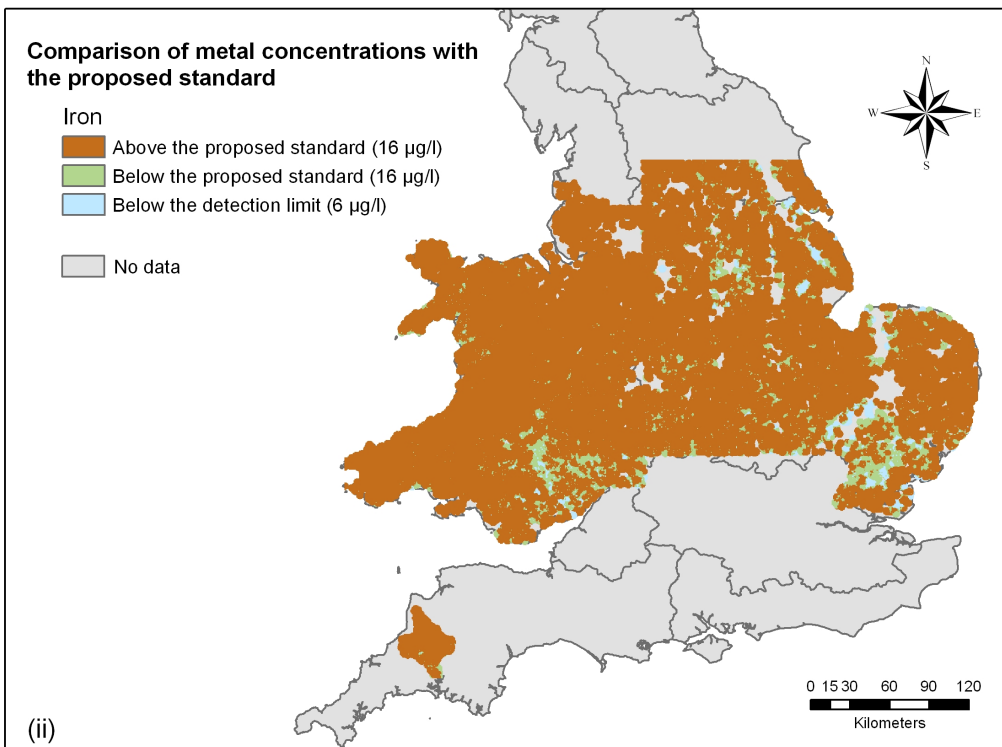 Comparison of metal concentrations with
the proposed standard
Iron
Above the proposed standard (16 µg/l)
Below the proposed standard (16 µg/l)
Below the detection limit (6 µg/l)
No data
N
W E
S
0 15 30 60 90 120
Kilometers
(ii)